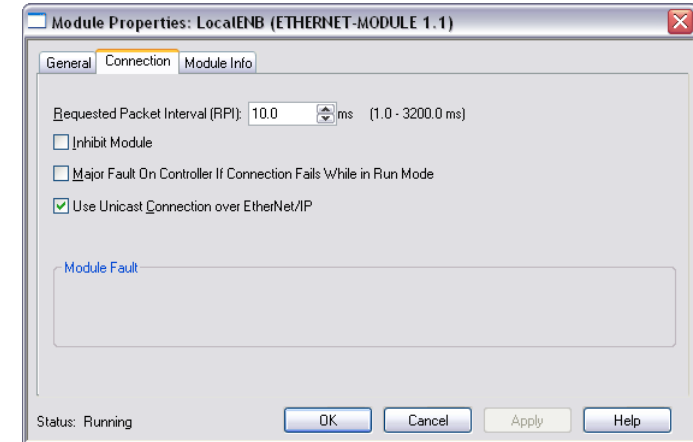 Module Properties: LocalENB (ETHERNET-MODULE 1.1)
General Connection Module Info
Requested Packet Interval (RPI): 10.0 ms (1.0 - 3200.0 ms)
Inhibit Module
Major Fault On Controller If Connection Fails While in Run Mode
Use Unicast Connection over EtherNet/IP
Module Fault
Status: Running OK Cancel Apply Help